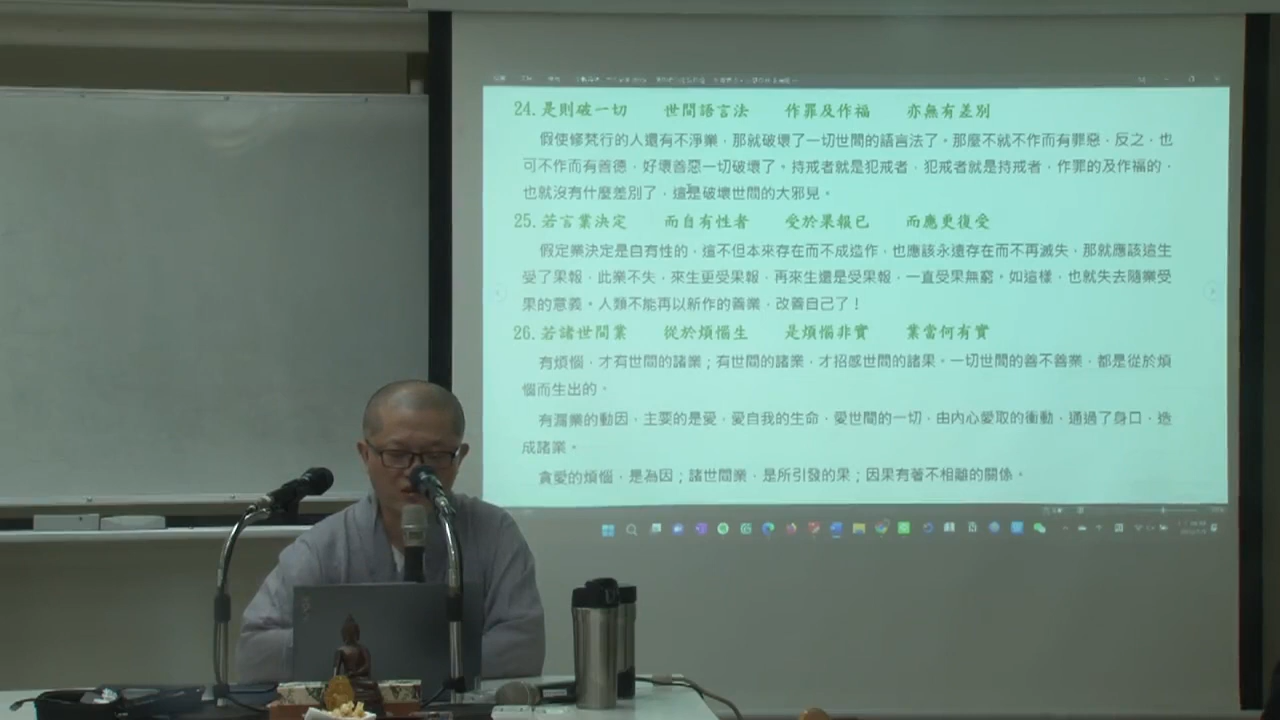 24. 是則破一切　世間語言法　作罪及作福　亦無有差別
假使修梵行的人還有不淨業，那就破壞了一切世間的語言法了。那麼不就不作而有罪惡，反之，也
可不作而有善德，好壞善惡一切破壞了。持戒者就是犯戒者，犯戒者就是持戒者，作罪的及作福的，
也就沒有什麼差別了，這是破壞世間的大邪見。
25. 若言業決定　而自有性者　受於果報已　而應更復受
假定業決定是自有性的，這不但本來存在而不成造作，也應該永遠存在而不再滅失，那就應該這生
受了果報，此業不失，來生更受果報，再來生還是受果報，一直受果無窮。如這樣，也就失去隨業受
果的意義。人類不能再以新作的善業，改善自己了！
26. 若諸世間業　從於煩惱生　是煩惱非實　業當何有實
有煩惱，才有世間的諸業；有世間的諸業，才招感世間的諸果。一切世間的善不善業，都是從於煩
惱而生出的。
有漏業的動因，主要的是愛，愛自我的生命，愛世間的一切，由內心愛取的衝動，通過了身口，造
成諸業。
貪愛的煩惱，是為因；諸世間業，是所引發的果；因果有著不相離的關係。